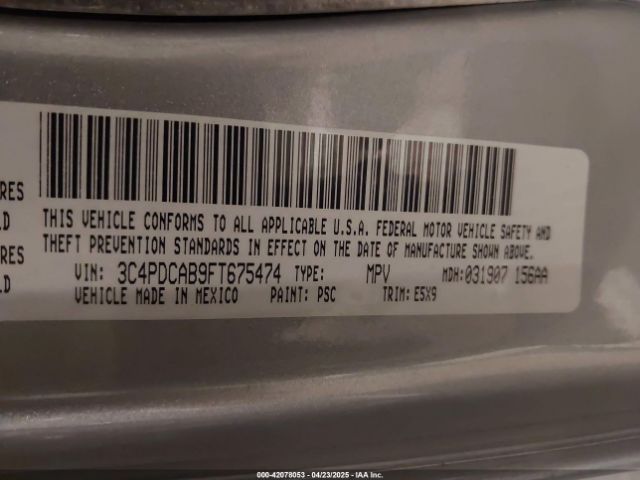 RES
LD
RES
LD
THIS VEHICLE CONFORMS TO ALL APPLICABLE U.S.A. FEDERAL MOTOR VEHICLE SAFETY AND
THEFT PREVENTION STANDARDS IN EFFECT ON THE DATE OF MANUFACTURE SHOWN ABOVE.
VIN: 3C4PDCAB9FT675474 TYPE: MPV MDH:031907 156AA
VEHICLE MADE IN MEXICO PAINT: PSC TRIM: E5X9
000-42078053 - 04/23/2025 - IAA Inc.